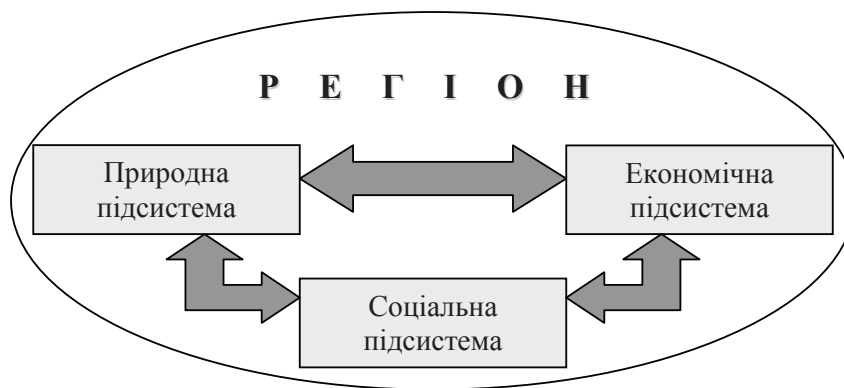 Р Е Г І О Н
Природна
підсистема
Економічна
підсистема
Соціальна
підсистема